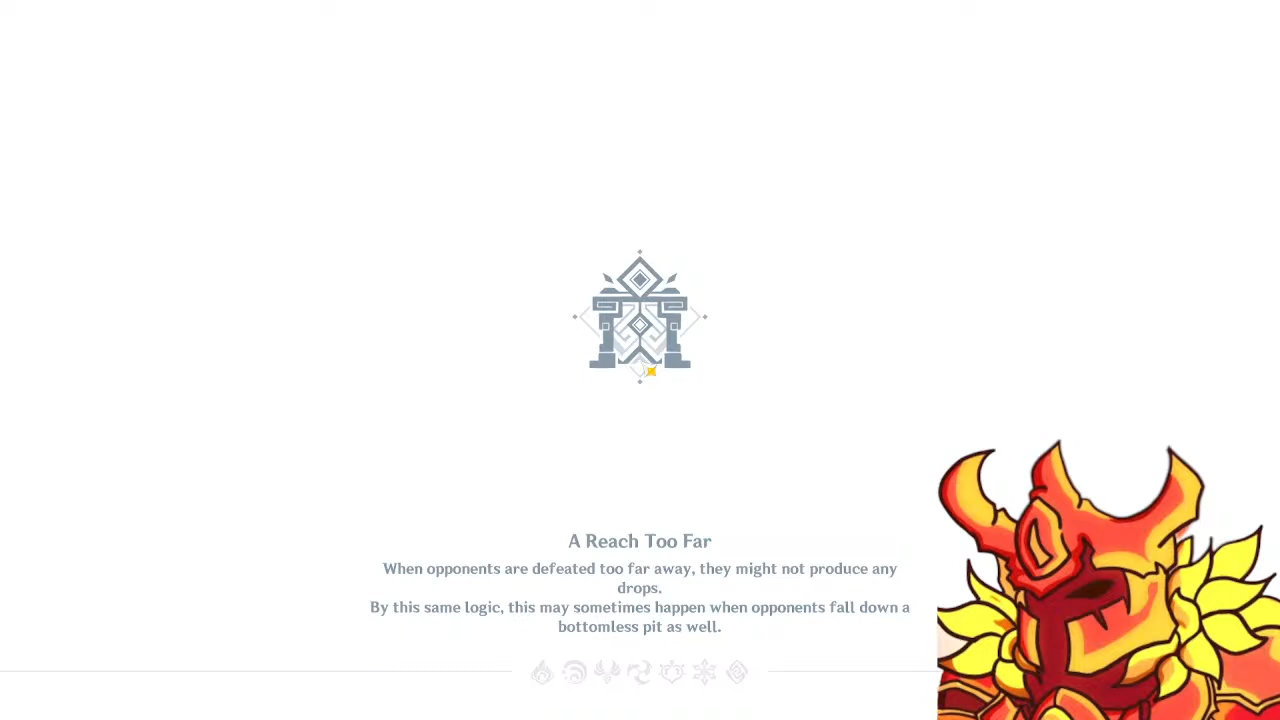 A Reach Too Far
When opponents are defeated too far away, they might not produce any
drops.
By this same logic, this may sometimes happen when opponents fall down a
bottomless pit as well.